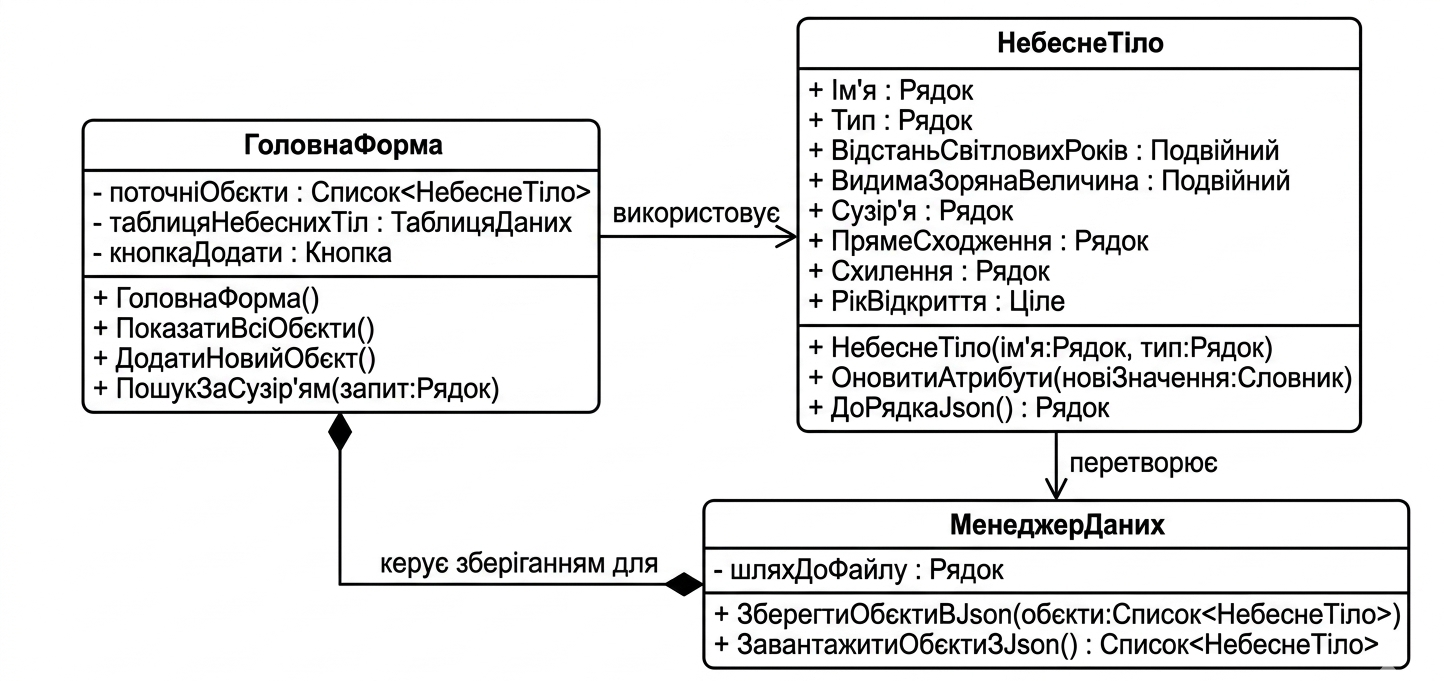 ГоловнаФорма
- поточніОбєкти : Список<НебеснеТіло>
- таблицяНебеснихТіл : ТаблицяДаних
- кнопкаДодати : Кнопка
+ ГоловнаФорма()
+ ПоказатиВсіОбєкти()
+ ДодатиНовийОбєкт()
+ ПошукЗаСузір'ям(запит:Рядок)
використовує
НебеснеТіло
+ Ім'я : Рядок
+ Тип : Рядок
+ ВідстаньСвітловихРоків : Подвійний
+ ВидимаЗорянаВеличина : Подвійний
+ Сузір'я : Рядок
+ ПрямеСходження : Рядок
+ Схилення : Рядок
+ РікВідкриття : Ціле
+ НебеснеТіло(ім'я:Рядок, тип:Рядок)
+ ОновитиАтрибути(новіЗначення:Словник)
+ ДоРядкаJson() : Рядок
перетворює
керує зберіганням для
МенеджерДаних
- шляхДоФайлу : Рядок
+ ЗберегтиОбєктиВJson(обєкти:Список<НебеснеТіло>)
+ ЗавантажитиОбєктиЗJson() : Список<НебеснеТіло>